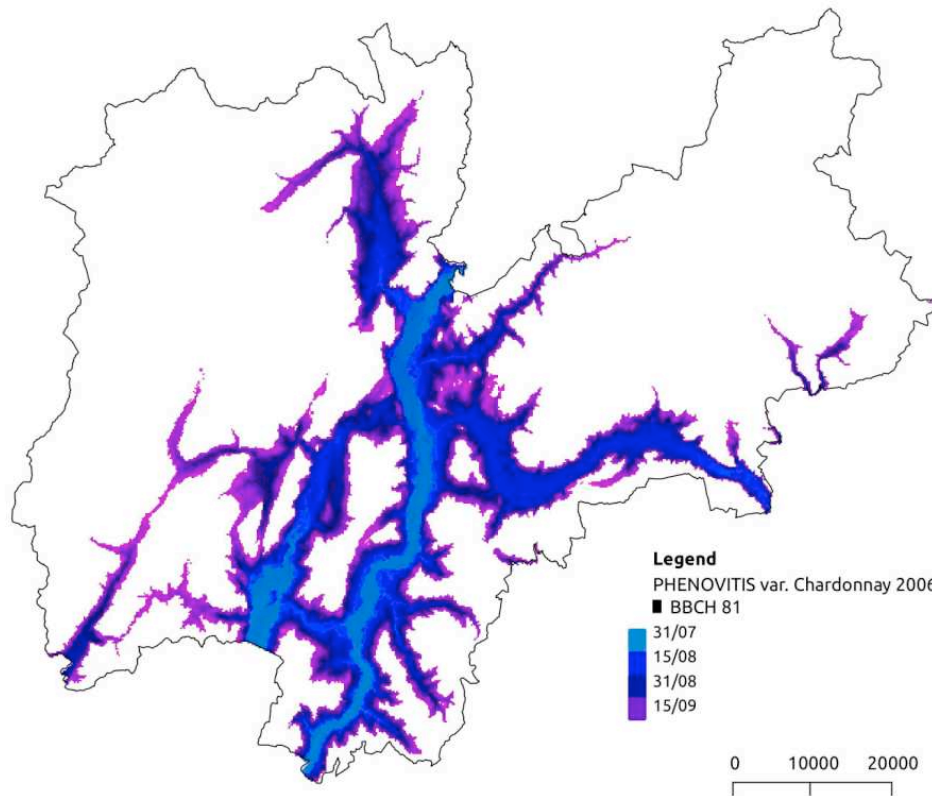 Legend
PHENOVITIS var. Chardonnay 2006
BBCH 81
31/07
15/08
31/08
15/09
0 10000 20000